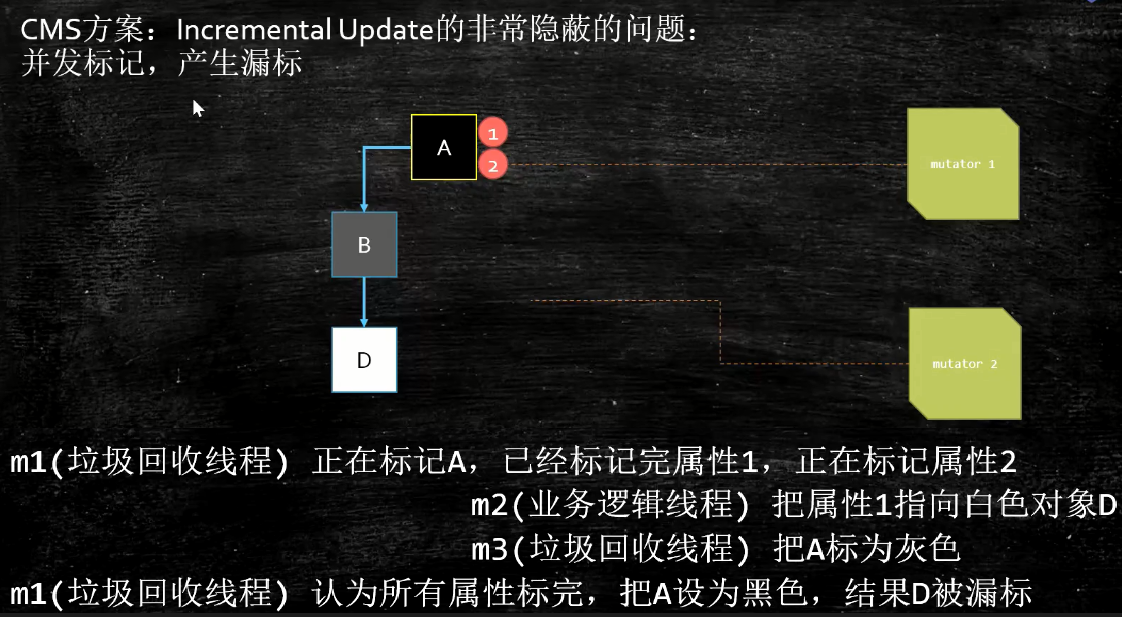 CMS方案：Incremental Update的非常隐蔽的问题：
并发标记，产生漏标
A
1
2
mutator 1
B
D
mutator 2
m1(垃圾回收线程) 正在标记A，已经标记完属性1，正在标记属性2
m2(业务逻辑线程) 把属性1指向白色对象D
m3(垃圾回收线程) 把A标为灰色
m1(垃圾回收线程) 认为所有属性标完，把A设为黑色，结果D被漏标